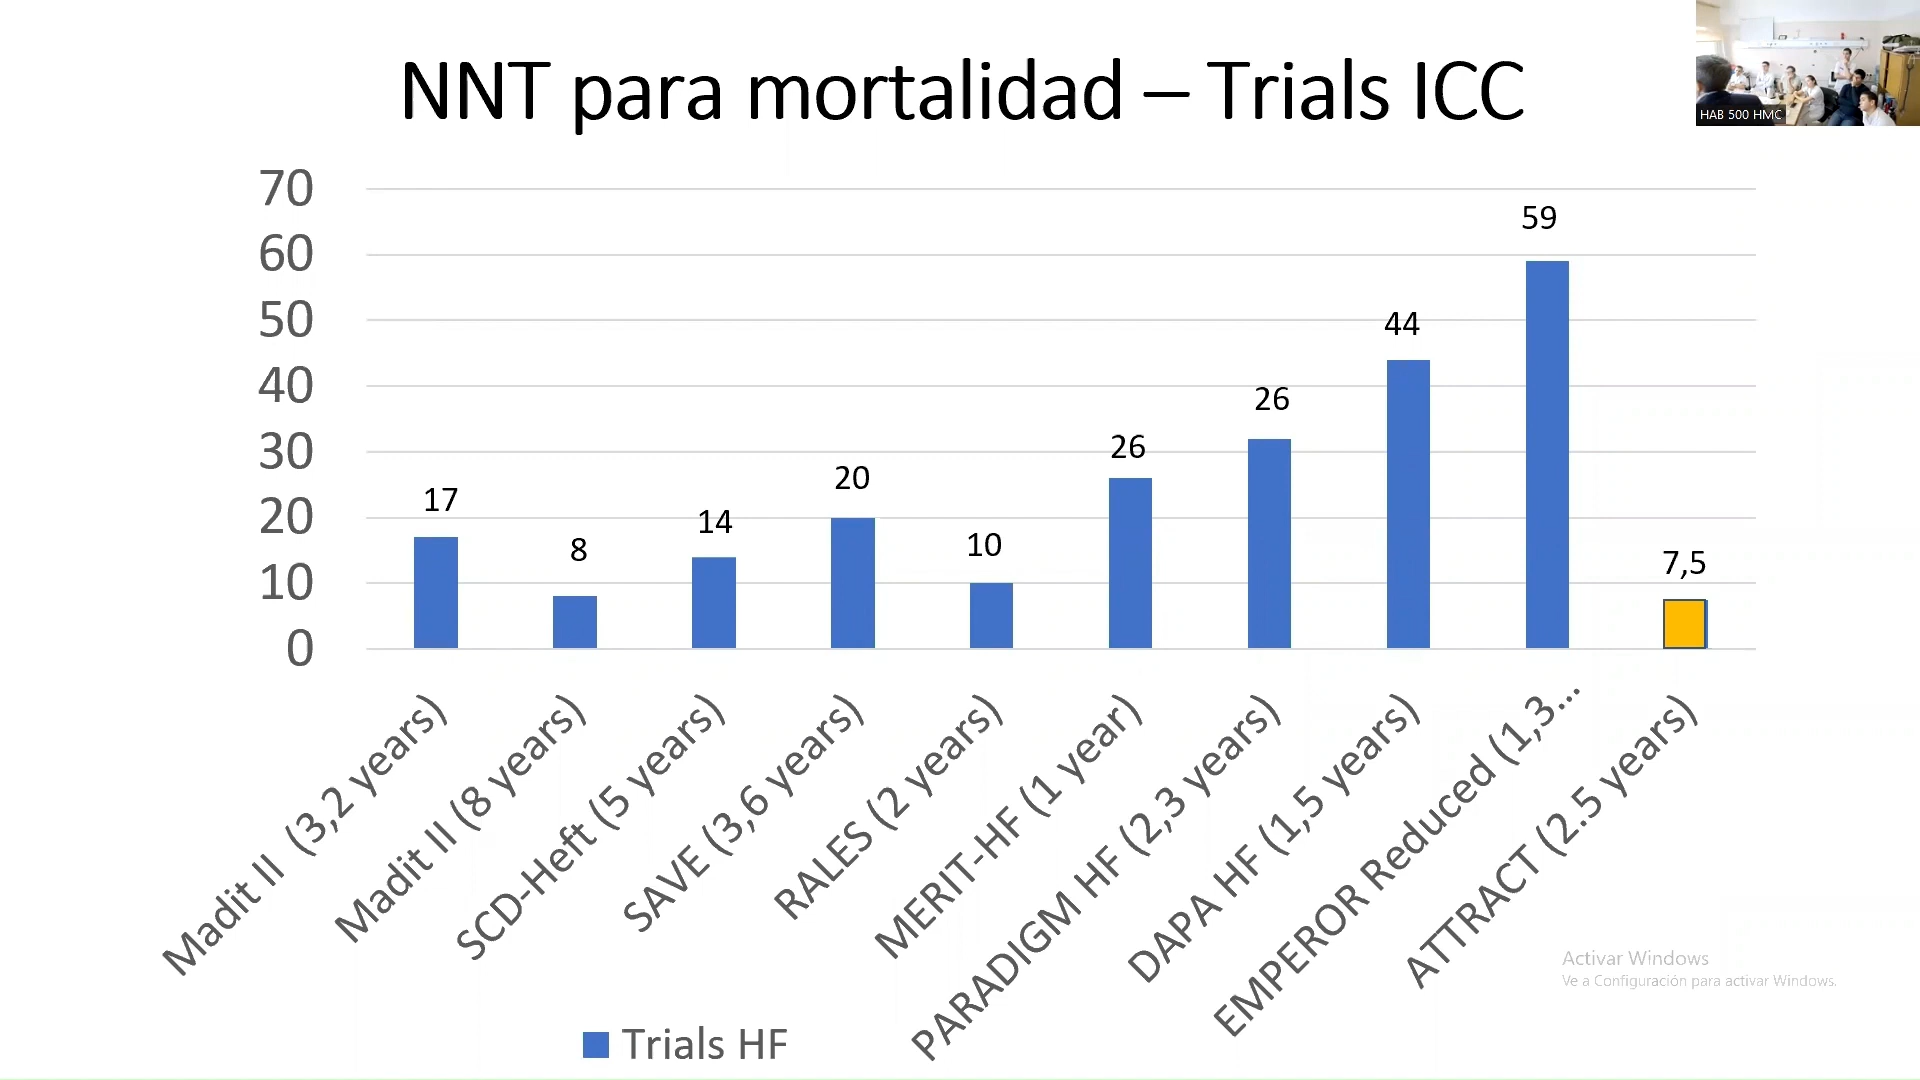 NNT para mortalidad – Trials ICC
HAB 500 HMC
70
60
50
40
30
20
10
0
17
8
14
20
10
26
26
44
59
7,5
Madit II (3,2 years)
Madit II (8 years)
SCD-Heft (5 years)
SAVE (3,6 years)
RALES (2 years)
MERIT-HF (1 year)
PARADIGM HF (2,3 years)
DAPA HF (1,5 years)
EMPEROR Reduced (1,3...
ATTRACT (2.5 years)
Trials HF
Activar Windows
Ve a Configuración para activar Windows.